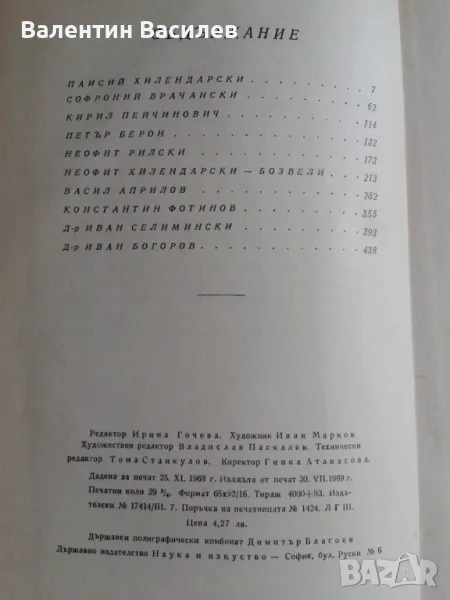 Валентин Василев
ПАИСИЙ ХИЛЕНДАРСКИ . . . . . . . . 7
СОФРОНИЙ ВРАЧАНСКИ . . . . . . . . 62
КИРИЛ ПЕЙЧИНОВИЧ . . . . . . . . 114
ПЕТЪР БЕРОН . . . . . . . . 132
НЕОФИТ РИЛСКИ . . . . . . . . 173
НЕОФИТ ХИЛЕНДАРСКИ — БОЗВЕЛИ . . . . . 213
ВАСИЛ АПРИЛОВ . . . . . . . . 282
КОНСТАНТИН ФОТИНОВ . . . . . . . . 355
Д-р ИВАН СЕЛИМИНСКИ . . . . . . . . 393
Д-р ИВАН БОГОРОВ . . . . . . . . 438
Редактор Ирина Гочева. Художник Иван Марков
Художествен редактор Владислав Паскалов. Технически
редактор. Тома Станкулов. Коректор Гинка Атанасова.
Дадена за печат 25. XI. 1968 г. Излязла от печат 30. VII. 1969 г.
Печатни коли 29 Формат 65х92/16 Тираж 4000+93. Изда-
телски № 17414/III. 7. Поръчка на печатницата № 1424. Л Г III.
Цена 4,27 лв.
Държавен полиграфически комбинат Димитър Благоев
Държавно издателство Наука и изкуство — София, бул. Руски № 6
BAZAR